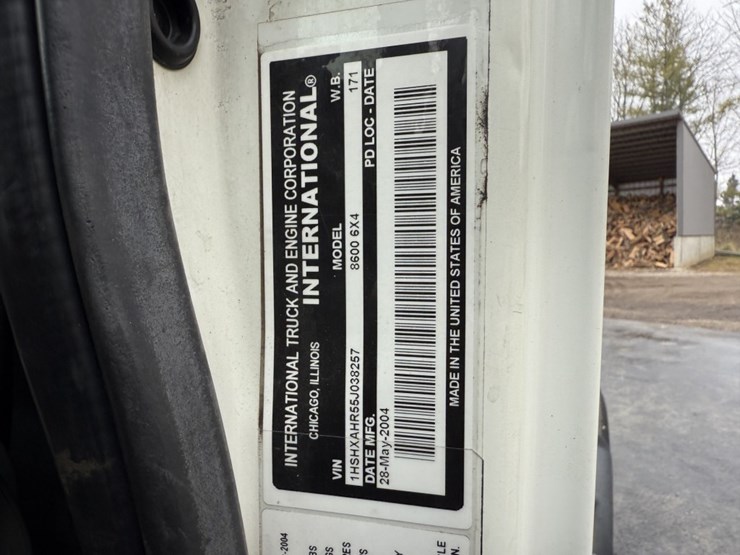 INTERNATIONAL TRUCK AND ENGINE CORPORATION
CHICAGO, ILLINOIS INTERNATIONAL®
VIN MODEL W.B.
1HSHXAHR55J038257 8600 6X4 171
DATE MFG. PD LOC - DATE
28-May-2004
MADE IN THE UNITED STATES OF AMERICA
-2004